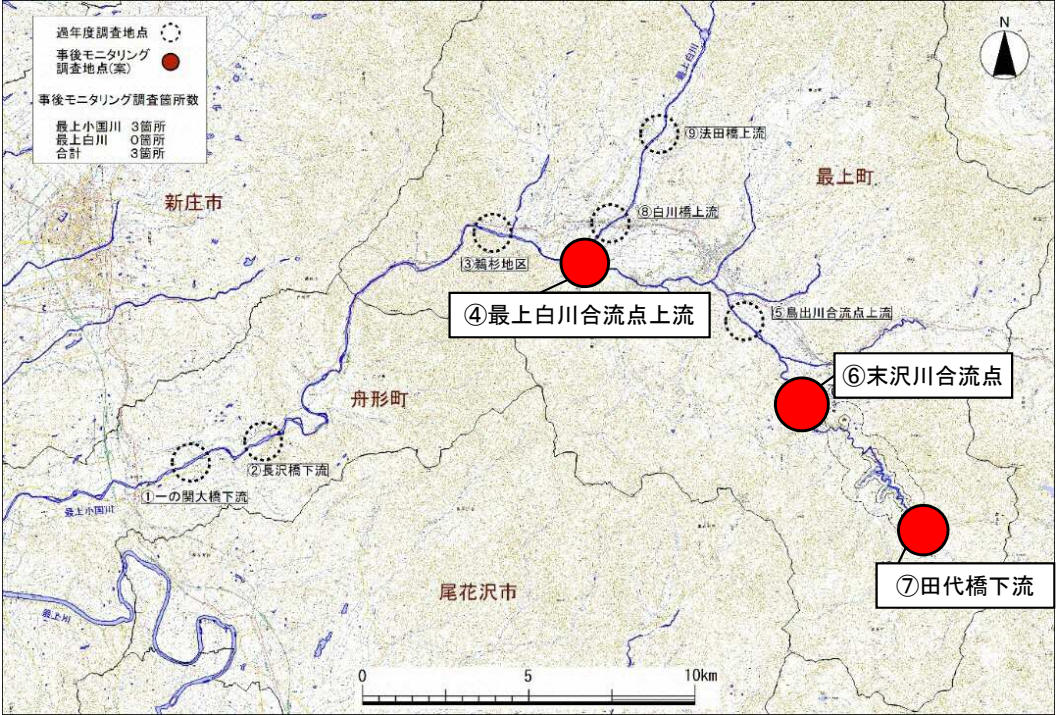 過年度調査地点
事後モニタリング
調査地点(案)
事後モニタリング調査箇所数
最上小国川 3箇所
最上白川 0箇所
合計 3箇所
N
最上白川
⑨法田橋上流
最上町
新庄市
⑧白川橋上流
③鵜杉地区
④最上白川合流点上流
⑤鳥出川合流点上流
⑥末沢川合流点
舟形町
②長沢橋下流
①一の関大橋下流
最上小国川
⑦田代橋下流
尾花沢市
最上川
0 5 10km